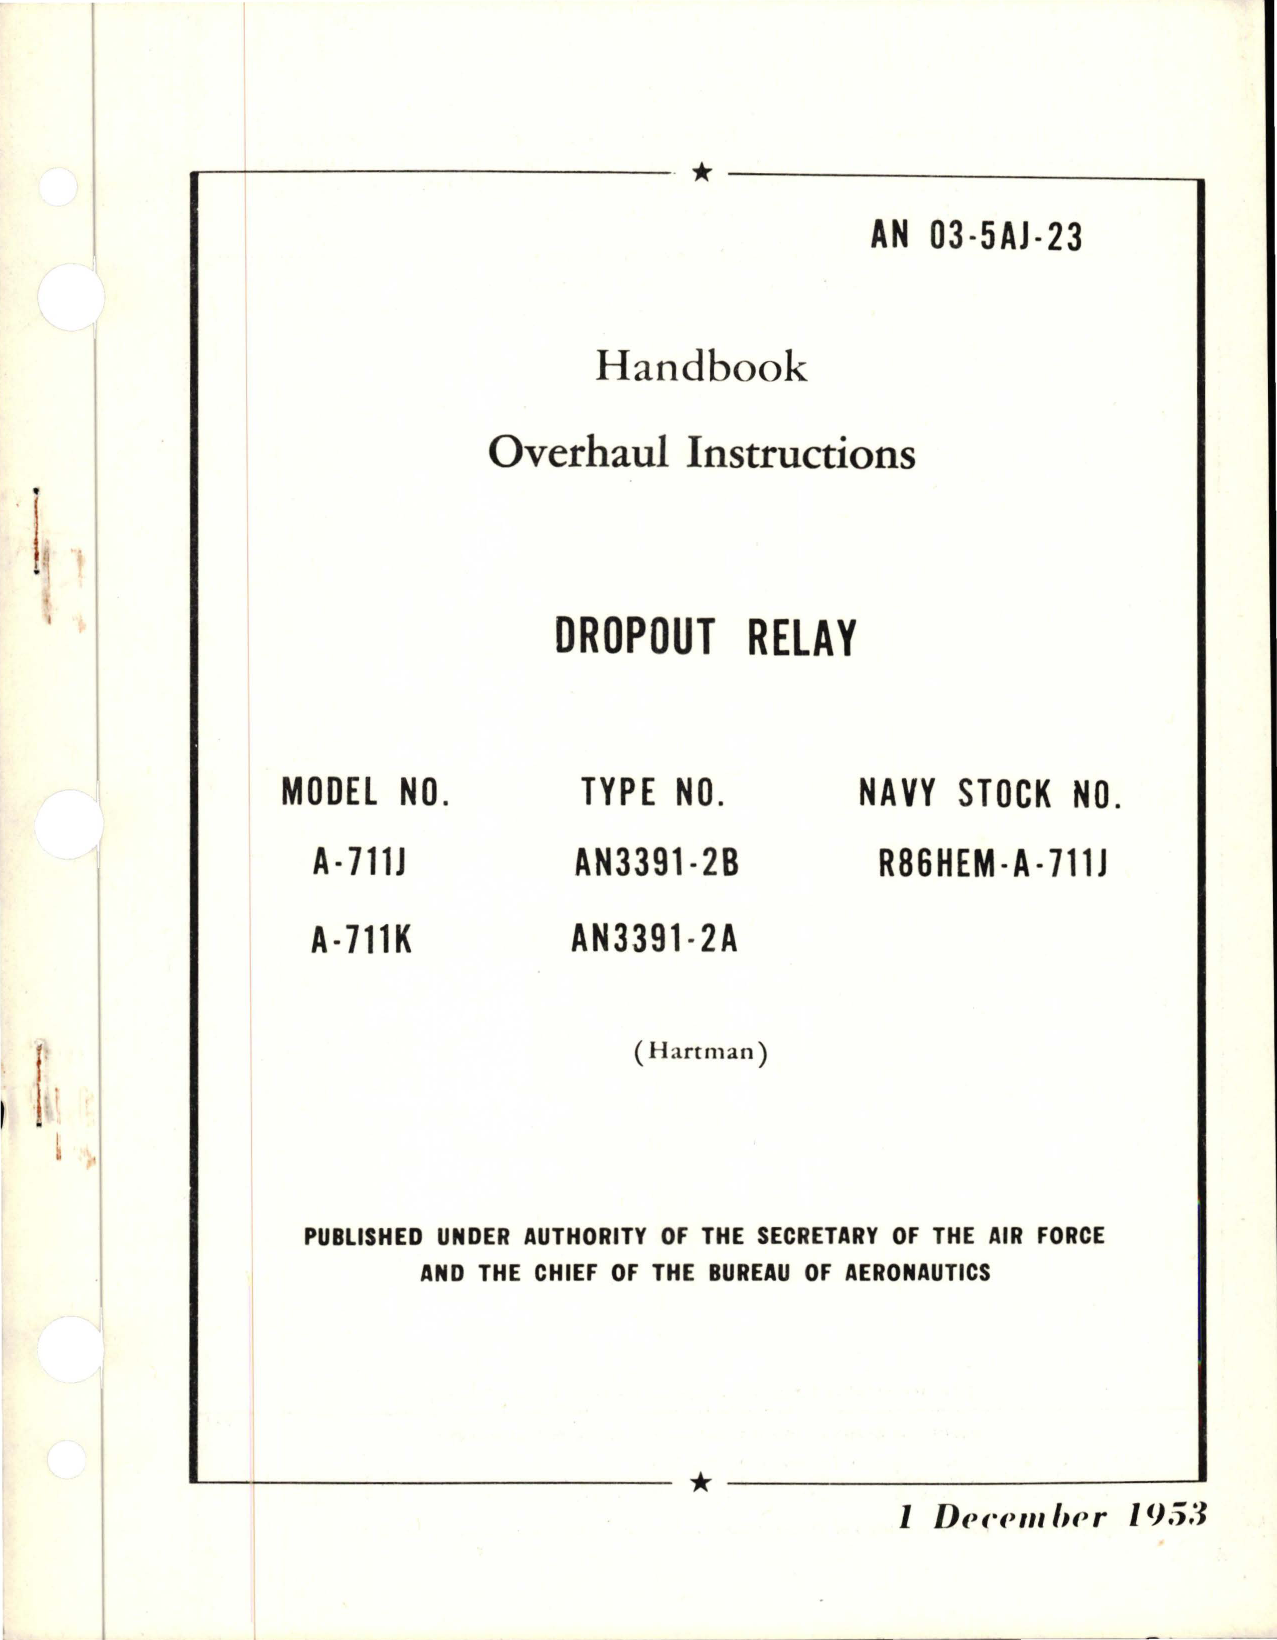 AN 03-5AJ-23
Handbook
Overhaul Instructions
DROPOUT RELAY
MODEL NO. TYPE NO. NAVY STOCK NO.
A-711J AN3391-2B R86HEM-A-711J
A-711K AN3391-2A
(Hartman)
PUBLISHED UNDER AUTHORITY OF THE SECRETARY OF THE AIR FORCE
AND THE CHIEF OF THE BUREAU OF AERONAUTICS
1 December 1953